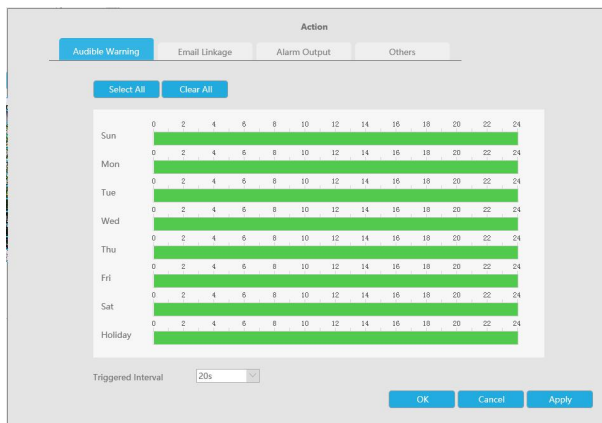 Action
Audible Warning Email Linkage Alarm Output Others
Select All Clear All
0 2 4 6 8 10 12 14 16 18 20 22 24
Sun
0 2 4 6 8 10 12 14 16 18 20 22 24
Mon
0 2 4 6 8 10 12 14 16 18 20 22 24
Tue
0 2 4 6 8 10 12 14 16 18 20 22 24
Wed
0 2 4 6 8 10 12 14 16 18 20 22 24
Thu
0 2 4 6 8 10 12 14 16 18 20 22 24
Fri
0 2 4 6 8 10 12 14 16 18 20 22 24
Sat
0 2 4 6 8 10 12 14 16 18 20 22 24
Holiday
Triggered Interval 20s
OK Cancel Apply